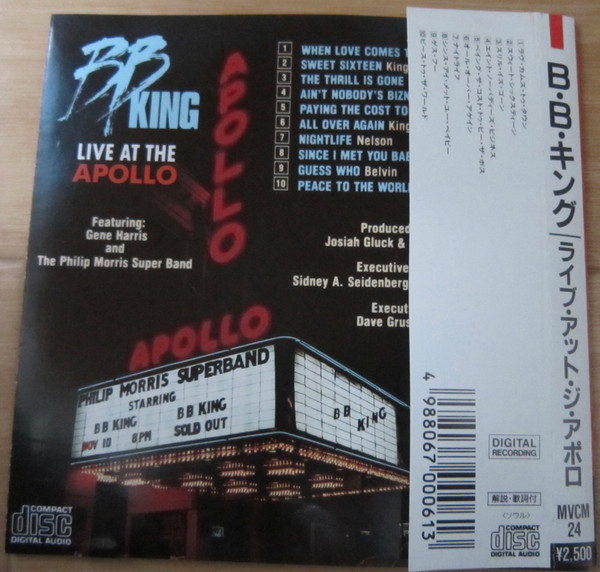 BB
KING
LIVE AT THE
APOLLO
Featuring:
Gene Harris
and
The Philip Morris Super Band
APOLLO
1 WHEN LOVE COMES T
2 SWEET SIXTEEN King
3 THE THRILL IS GONE
4 AIN'T NOBODY'S BIZN
5 PAYING THE COST TO
6 ALL OVER AGAIN King
7 NIGHTLIFE Nelson
8 SINCE I MET YOU BAB
9 GUESS WHO Belvin
10 PEACE TO THE WORL
Produced
Josiah Gluck &
Executive
Sidney A. Seidenberg
Execut
Dave Grus
APOLLO
PHILIP MORRIS SUPERBAND
STARRING
BB KING BB KING
NOV 10 8PM SOLD OUT
BB KING
COMPACT
disc
DIGITAL AUDIO
B・B・キング/ライブ・アット・ジ・アポロ
4 988067 000613
DIGITAL
RECORDING
解説・歌詞付
〈ソウル〉
COMPACT
disc
DIGITAL AUDIO
MVCM
24
¥2,500